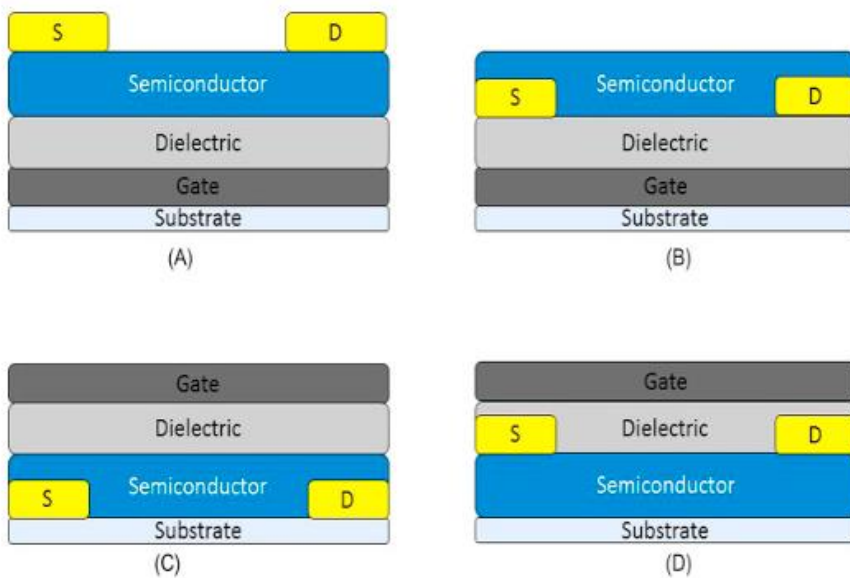 S D
Semiconductor
Dielectric
Gate
Substrate
(A)
S Semiconductor D
Dielectric
Gate
Substrate
(B)
Gate
Dielectric
Semiconductor
S D
Substrate
(C)
Gate
S Dielectric D
Semiconductor
Substrate
(D)